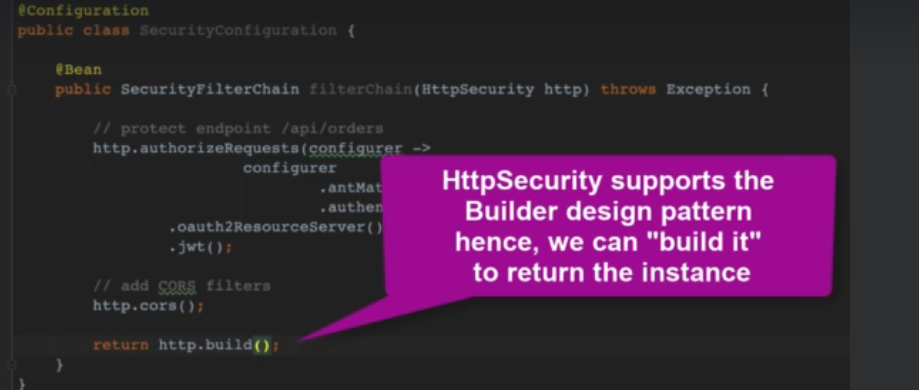 @Configuration
public class SecurityConfiguration {
@Bean
public SecurityFilterChain filterChain(HttpSecurity http) throws Exception {
// protect endpoint /api/orders
http.authorizeRequests(configurer ->
configurer
.antMat
.authen
.oauth2ResourceServer()
.jwt();
HttpSecurity supports the
Builder design pattern
hence, we can "build it"
to return the instance
// add CORS filters
http.cors();
return http.build();
}
}